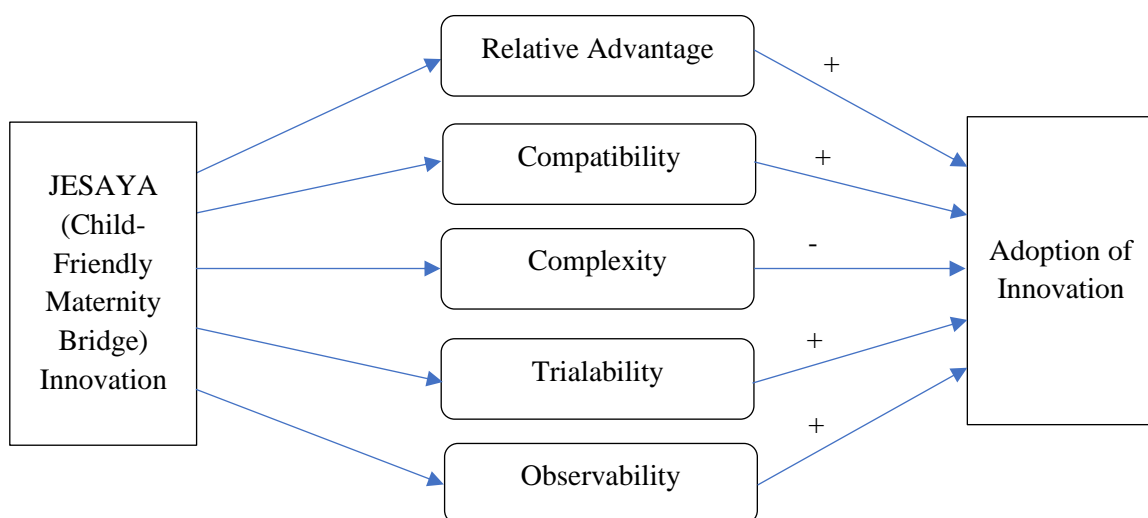 JESAYA
(Child-
Friendly
Maternity
Bridge)
Innovation
Relative Advantage
Compatibility
Complexity
Trialability
Observability
+
+
-
+
+
Adoption of
Innovation